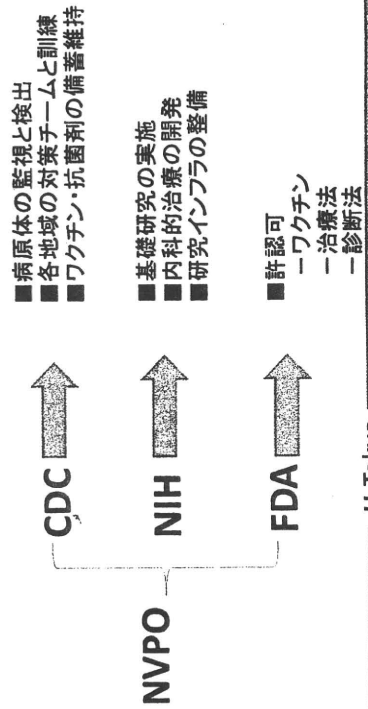 NVPO
CDC
■病原体の監視と検出
■各地域の対策チームと訓練
■ワクチン・抗菌剤の備蓄維持
NIH
■基礎研究の実施
■内科的治療の開発
■研究インフラの整備
FDA
■許認可
－ワクチン
－治療法
－診断法